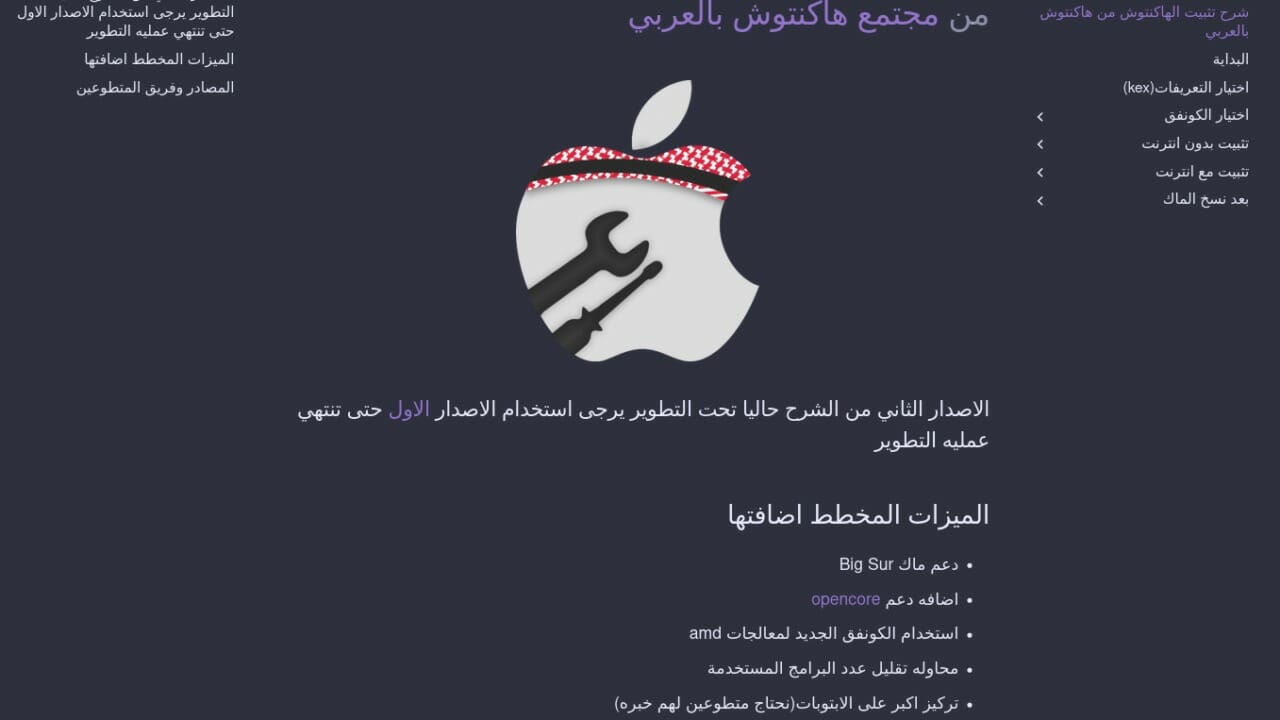 شرح تثبيت الهاكنتوش من هاكنتوش
بالعربي
البداية
اختيار التعريفات(kex)
اختيار الكونفق
تثبيت بدون انترنت
تثبيت مع انترنت
بعد نسخ الماك
من مجتمع هاكنتوش بالعربي
الاصدار الثاني من الشرح حاليا تحت التطوير يرجى استخدام الاصدار الاول حتى تنتهي
عمليه التطوير
الميزات المخطط اضافتها
• دعم ماك Big Sur
• اضافه دعم opencore
• استخدام الكونفق الجديد لمعالجات amd
• محاوله تقليل عدد البرامج المستخدمة
• تركيز اكبر على الابتوبات(نحتاج متطوعين لهم خبره)
التطوير يرجى استخدام الاصدار الاول
حتى تنتهي عمليه التطوير
الميزات المخطط اضافتها
المصادر وفريق المتطوعين